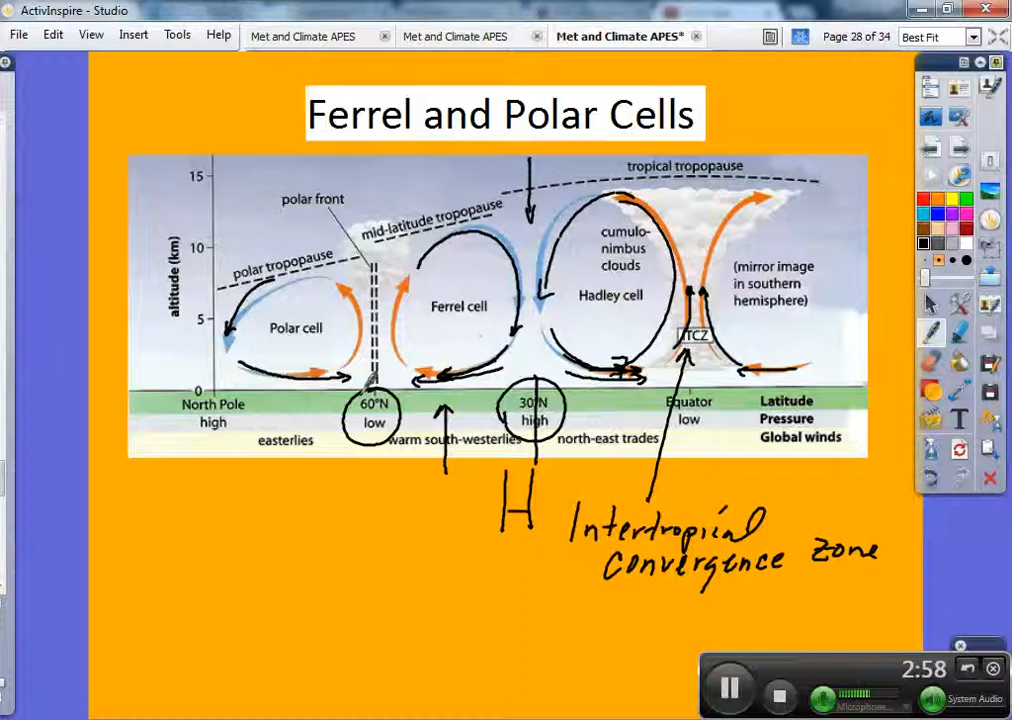 ActivInspire - Studio
File Edit View Insert Tools Help
Met and Climate APES Met and Climate APES Met and Climate APES* Page 28 of 34 Best Fit
Ferrel and Polar Cells
tropical tropopause
15
polar front
mid-latitude tropopause
cumulo-
nimbus
clouds
10
polar tropopause
altitude (km)
(mirror image
in southern
hemisphere)
Polar cell
Ferrel cell
Hadley cell
5
ITCZ
0
North Pole 60°N 30°N Equator Latitude
high low high low Pressure
easterlies warm south-westerlies north-east trades Global winds
H
Intertropical
Convergence zone
2:58
Microphone...
System Audio